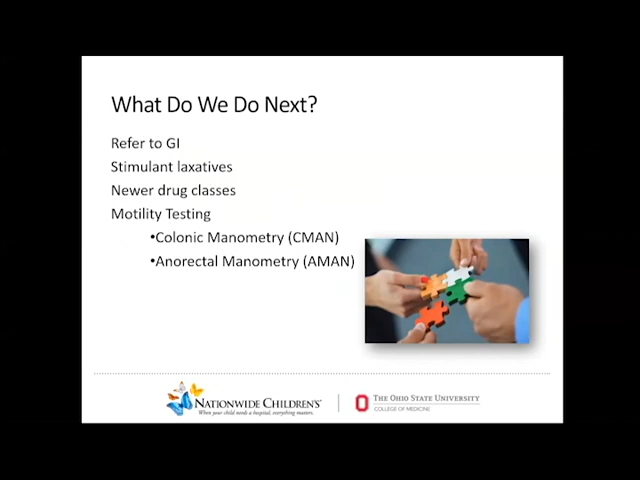 What Do We Do Next?
Refer to GI
Stimulant laxatives
Newer drug classes
Motility Testing
•Colonic Manometry (CMAN)
•Anorectal Manometry (AMAN)
NATIONWIDE CHILDREN'S
When your child needs a hospital, everything matters.
THE OHIO STATE UNIVERSITY
COLLEGE OF MEDICINE